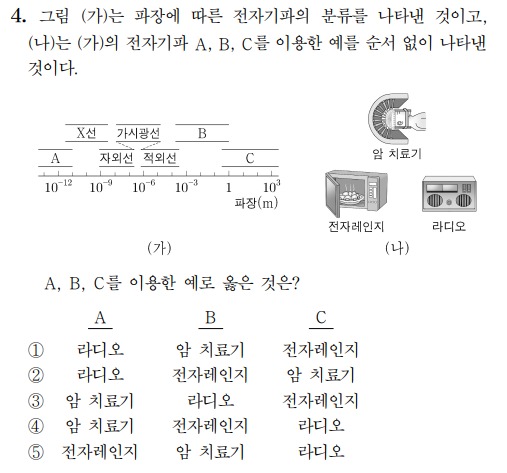 4. 그림 (가)는 파장에 따른 전자기파의 분류를 나타낸 것이고,
(나)는 (가)의 전자기파 A, B, C를 이용한 예를 순서 없이 나타낸
것이다.
X선 가시광선 B
A 자외선 적외선 C
10⁻¹² 10⁻⁹ 10⁻⁶ 10⁻³ 1 10³
파장(m)
(가)
암 치료기
전자레인지 라디오
(나)
A, B, C를 이용한 예로 옳은 것은?
A B C
① 라디오 암 치료기 전자레인지
② 라디오 전자레인지 암 치료기
③ 암 치료기 라디오 전자레인지
④ 암 치료기 전자레인지 라디오
⑤ 전자레인지 암 치료기 라디오